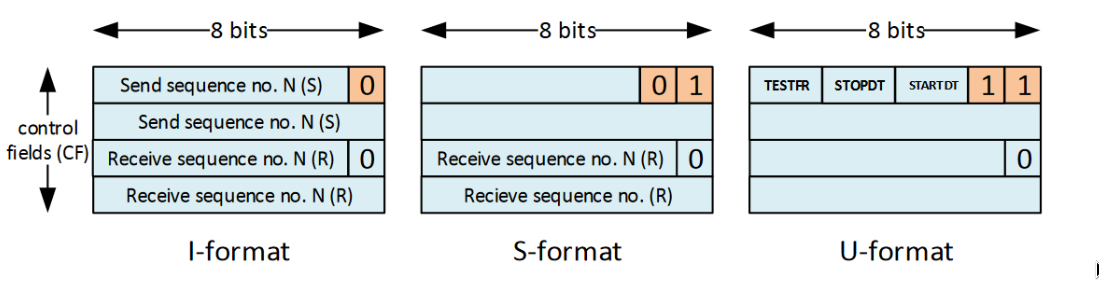 8 bits 8 bits 8 bits
Send sequence no. N (S) 0 0 1 TESTFR STOPDT STARTDT 1 1
control
fields (CF)
Send sequence no. N (S)
Receive sequence no. N (R) 0 Receive sequence no. N (R) 0 0
Receive sequence no. N (R) Recieve sequence no. (R)
I-format S-format U-format